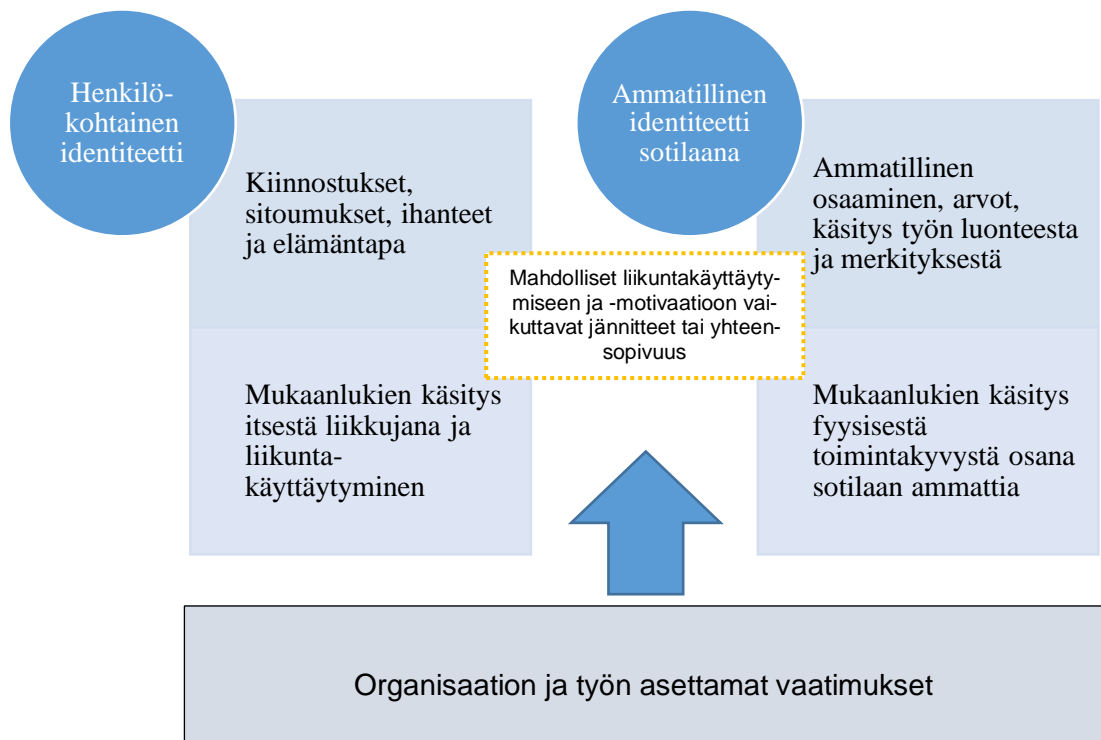 Henkilö-
kohtainen
identiteetti
Kiinnostukset,
sitoumukset, ihanteet
ja elämäntapa
Mukaanlukien käsitys
itsestä liikkujana ja
liikunta-
käyttäytyminen
Ammatillinen
identiteetti
sotilaana
Ammatillinen
osaaminen, arvot,
käsitys työn luonteesta
ja merkityksestä
Mukaanlukien käsitys
fyysisestä
toimintakyvystä osana
sotilaan ammattia
Mahdolliset liikuntakäyttäyty-
miseen ja -motivaatioon vai-
kuttavat jännitteet tai yhteen-
sopivuus
Organisaation ja työn asettamat vaatimukset